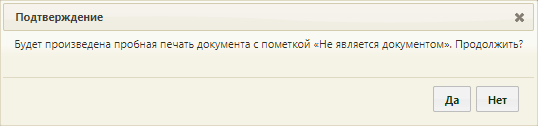 Подтверждение
Будет произведена пробная печать документа с пометкой «Не является документом». Продолжить?
Да Нет